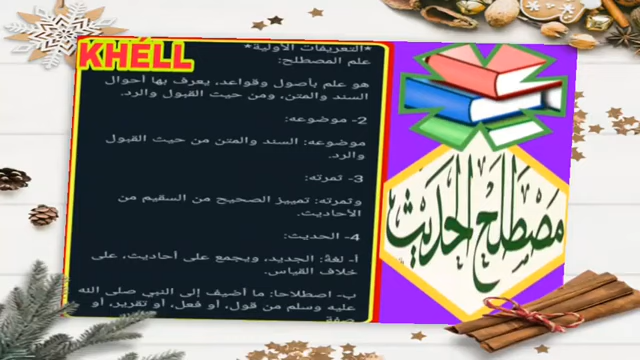 KHÉLL
*التعريفات الأولية*
علم المصطلح:
هو علم بأصول وقواعد، يعرف بها أحوال
السند والمتن، ومن حيث القبول والرد.
2- موضوعه:
موضوعه: السند والمتن من حيث القبول
والرد.
3- ثمرته:
وثمرته: تمييز الصحيح من السقيم من
الأحاديث.
4- الحديث:
أ- لغة: الجديد، ويجمع على أحاديث، على
خلاف القياس.
ب- اصطلاحا: ما أضيف إلى النبي صلى الله
عليه وسلم من قول، أو فعل، أو تقرير، أو
صفة
مصطلح الحديث